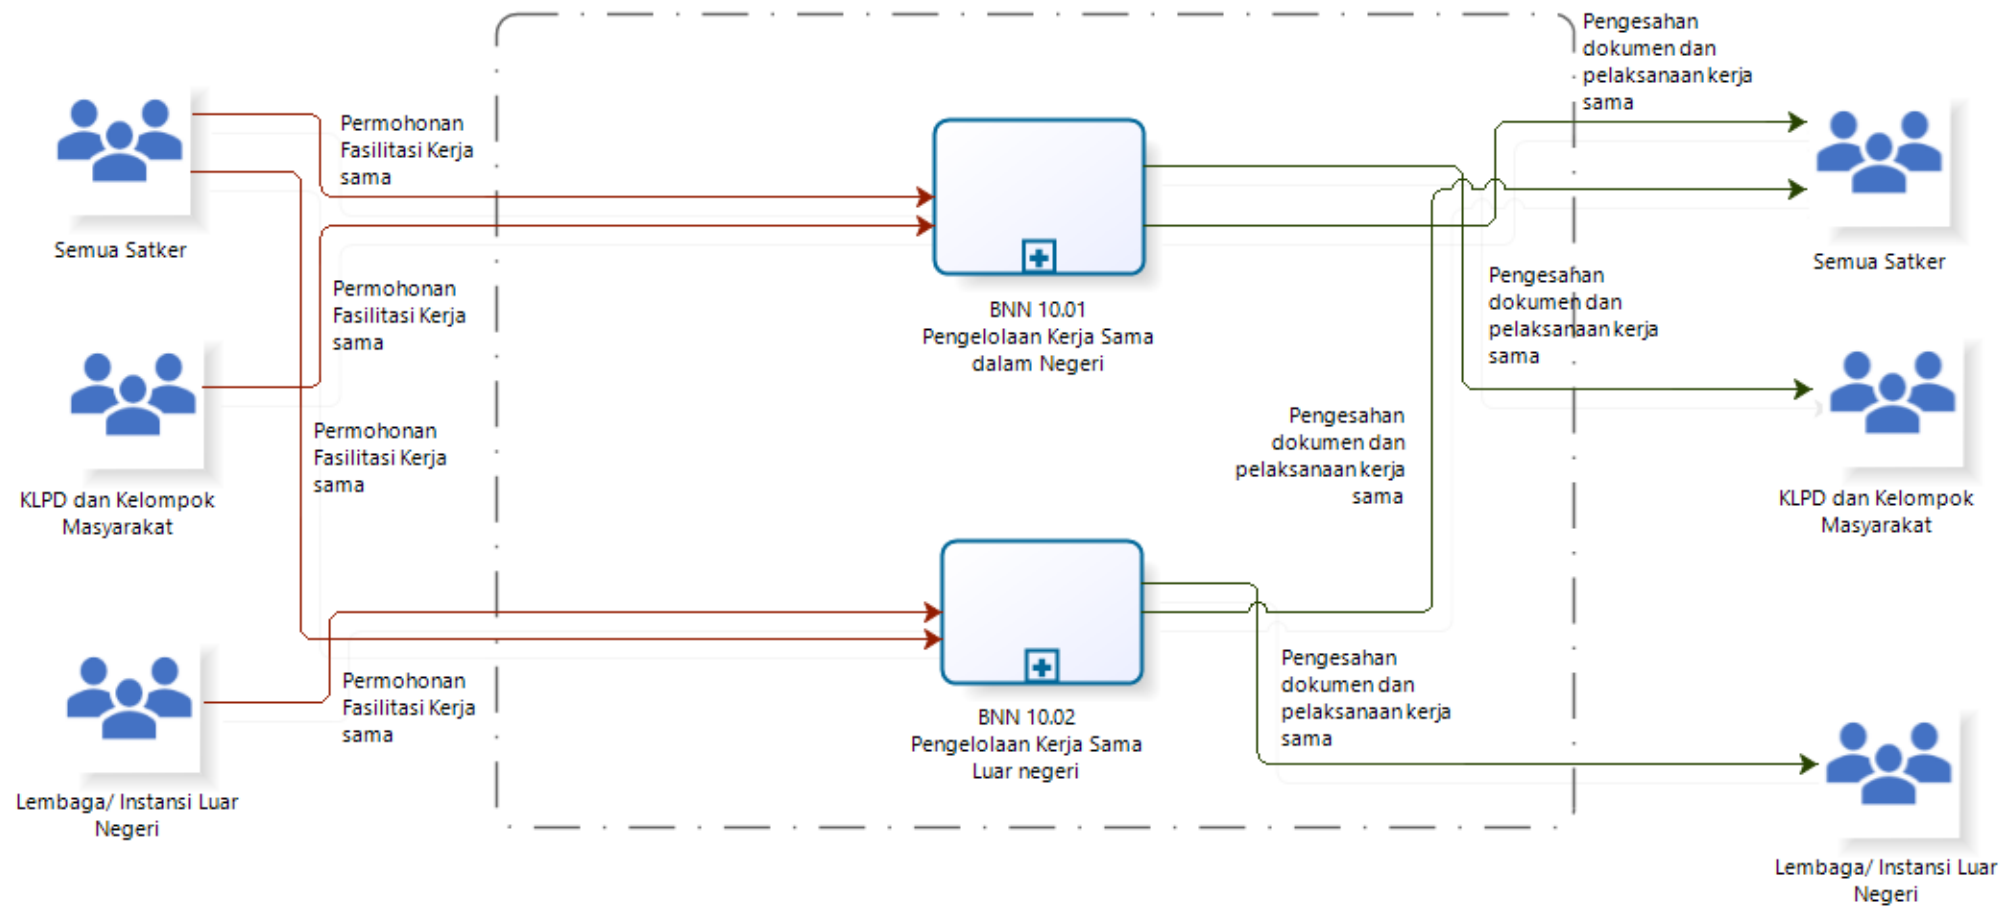 Permohonan
Fasilitasi Kerja
sama
Semua Satker
Permohonan
Fasilitasi Kerja
sama
KLPD dan Kelompok
Masyarakat
Permohonan
Fasilitasi Kerja
sama
Lembaga/ Instansi Luar
Negeri
Permohonan
Fasilitasi Kerja
sama
BNN 10.01
Pengelolaan Kerja Sama
dalam Negeri
BNN 10.02
Pengelolaan Kerja Sama
Luar negeri
Pengesahan
dokumen dan
pelaksanaan kerja
sama
Semua Satker
Pengesahan
dokumen dan
pelaksanaan kerja
sama
KLPD dan Kelompok
Masyarakat
Pengesahan
dokumen dan
pelaksanaan kerja
sama
Pengesahan
dokumen dan
pelaksanaan kerja
sama
Lembaga/ Instansi Luar
Negeri